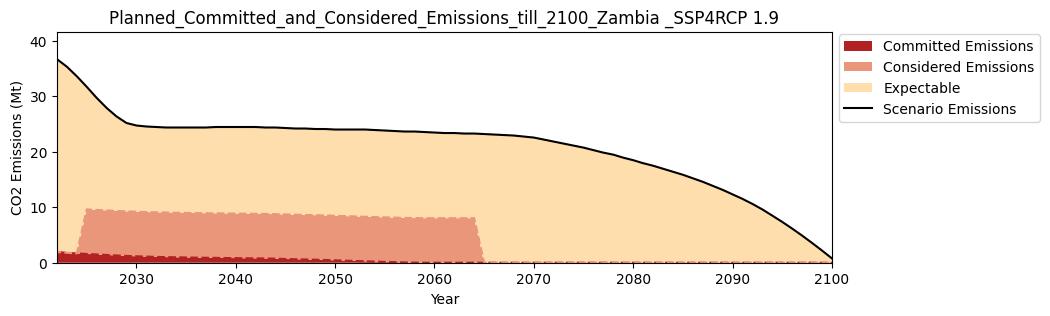 Planned_Committed_and_Considered_Emissions_till_2100_Zambia _SSP4RCP 1.9
40
30
20
10
0
CO2 Emissions (Mt)
2030 2040 2050 2060 2070 2080 2090 2100
Year
Committed Emissions
Considered Emissions
Expectable
Scenario Emissions